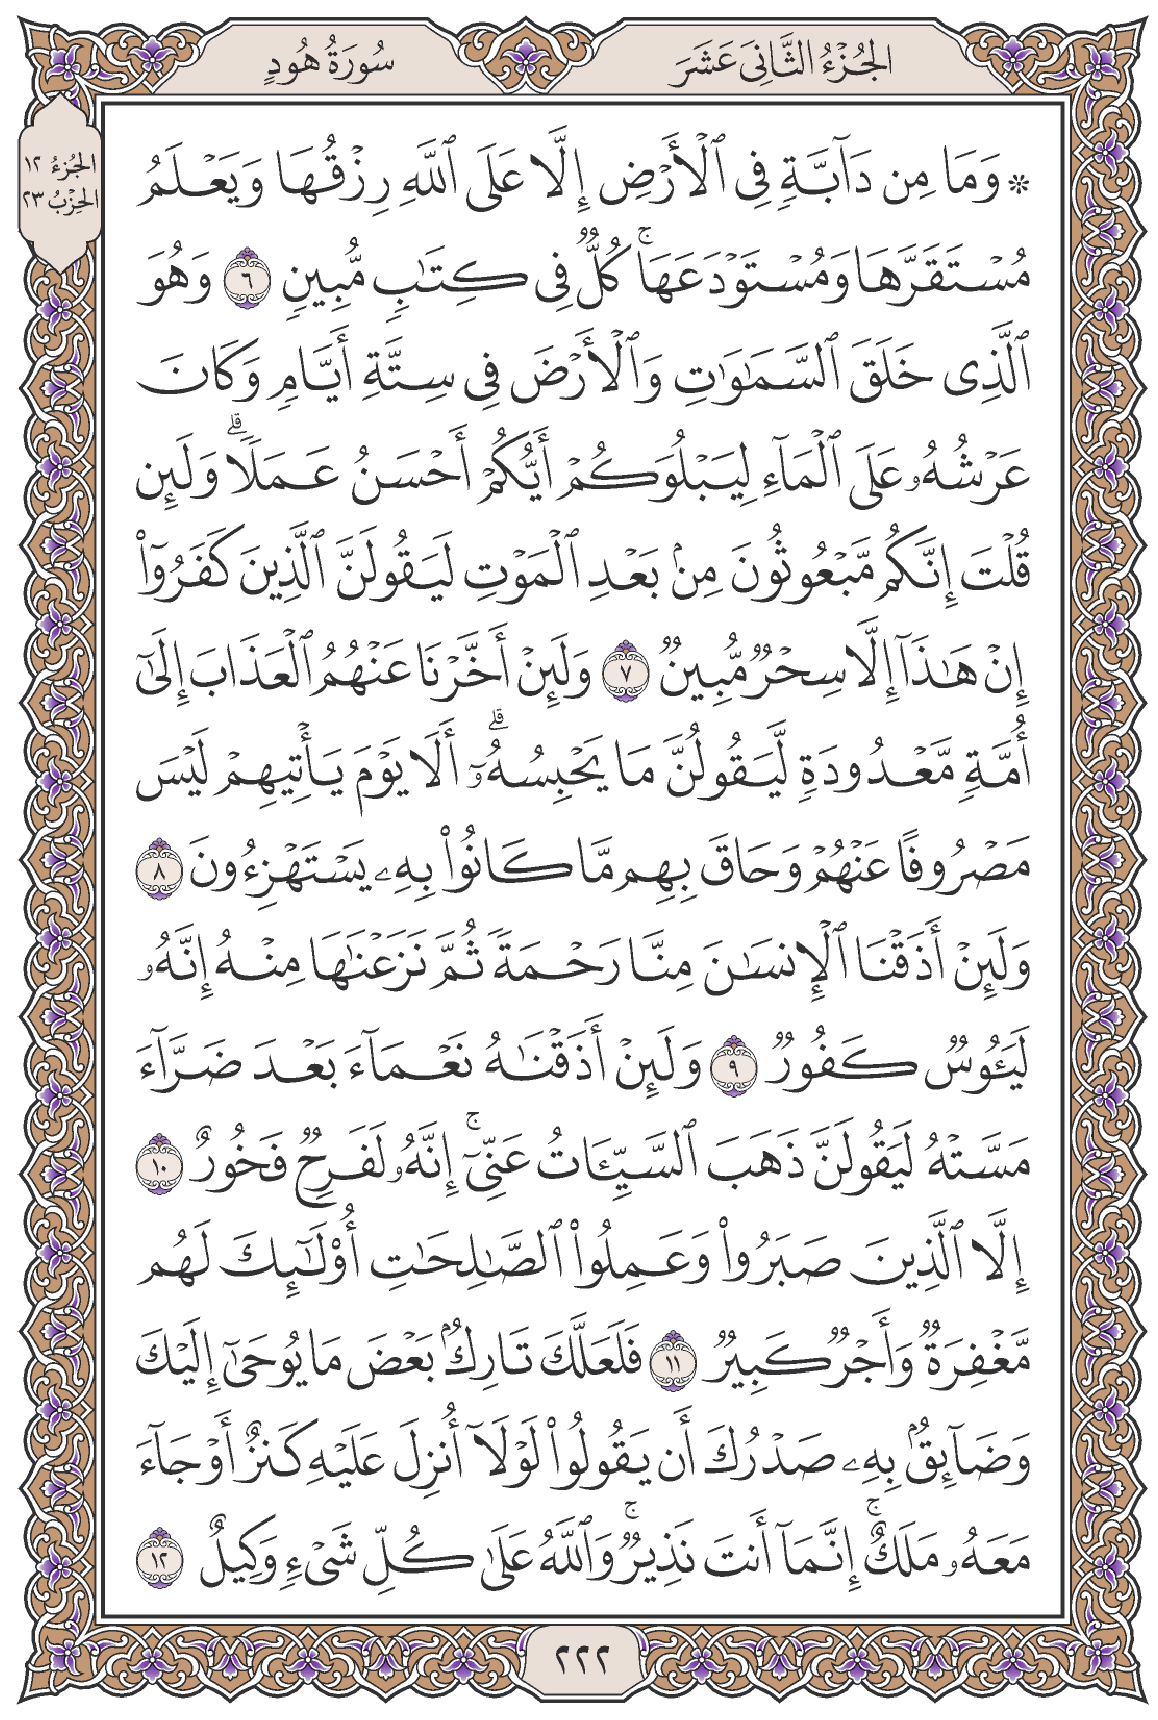 الجُزْءُ الثَّانِيَ عَشَرَ
سُورَةُ هُودٍ
الجُزءُ ١٢
الحِزْبُ ٢٣
۞ وَمَا مِن دَآبَّةٖ فِي ٱلۡأَرۡضِ إِلَّا عَلَى ٱللَّهِ رِزۡقُهَا وَيَعۡلَمُ
مُسۡتَقَرَّهَا وَمُسۡتَوۡدَعَهَاۚ كُلّٞ فِي كِتَٰبٖ مُّبِينٖ ٦ وَهُوَ
ٱلَّذِي خَلَقَ ٱلسَّمَٰوَٰتِ وَٱلۡأَرۡضَ فِي سِتَّةِ أَيَّامٖ وَكَانَ
عَرۡشُهُۥ عَلَى ٱلۡمَآءِ لِيَبۡلُوَكُمۡ أَيُّكُمۡ أَحۡسَنُ عَمَلٗاۗ وَلَئِن
قُلۡتَ إِنَّكُم مَّبۡعُوثُونَ مِنۢ بَعۡدِ ٱلۡمَوۡتِ لَيَقُولَنَّ ٱلَّذِينَ كَفَرُوٓاْ
إِنۡ هَٰذَآ إِلَّا سِحۡرٞ مُّبِينٞ ٧ وَلَئِنۡ أَخَّرۡنَا عَنۡهُمُ ٱلۡعَذَابَ إِلَىٰٓ
أُمَّةٖ مَّعۡدُودَةٖ لَّيَقُولُنَّ مَا يَحۡبِسُهُۥٓۗ أَلَا يَوۡمَ يَأۡتِيهِمۡ لَيۡسَ
مَصۡرُوفًا عَنۡهُمۡ وَحَاقَ بِهِم مَّا كَانُواْ بِهِۦ يَسۡتَهۡزِءُونَ ٨
وَلَئِنۡ أَذَقۡنَا ٱلۡإِنسَٰنَ مِنَّا رَحۡمَةٗ ثُمَّ نَزَعۡنَٰهَا مِنۡهُ إِنَّهُۥ
لَيَـُٔوسٞ كَفُورٞ ٩ وَلَئِنۡ أَذَقۡنَٰهُ نَعۡمَآءَ بَعۡدَ ضَرَّآءَ
مَسَّتۡهُ لَيَقُولَنَّ ذَهَبَ ٱلسَّيِّـَٔاتُ عَنِّيٓۚ إِنَّهُۥ لَفَرِحٞ فَخُورٌ ١٠
إِلَّا ٱلَّذِينَ صَبَرُواْ وَعَمِلُواْ ٱلصَّٰلِحَٰتِ أُوْلَٰٓئِكَ لَهُم
مَّغۡفِرَةٞ وَأَجۡرٞ كَبِيرٞ ١١ فَلَعَلَّكَ تَارِكُۢ بَعۡضَ مَا يُوحَىٰٓ إِلَيۡكَ
وَضَآئِقُۢ بِهِۦ صَدۡرُكَ أَن يَقُولُواْ لَوۡلَآ أُنزِلَ عَلَيۡهِ كَنزٌ أَوۡ جَآءَ
مَعَهُۥ مَلَكٌۚ إِنَّمَآ أَنتَ نَذِيرٞۚ وَٱللَّهُ عَلَىٰ كُلِّ شَيۡءٖ وَكِيلٌ ١٢
٢٢٢